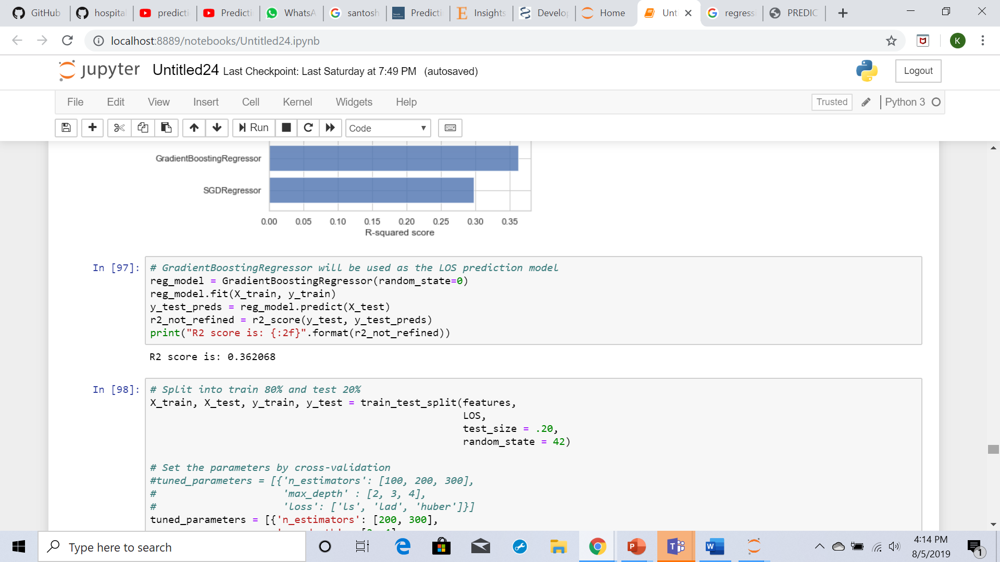 GitHub
hospita
predicti
Predicti
WhatsA
santosh
Predicti
Insights
Develop
Home
Unt
regressi
PREDIC
localhost:8889/notebooks/Untitled24.ipynb
K
jupyter Untitled24 Last Checkpoint: Last Saturday at 7:49 PM (autosaved)
Logout
File Edit View Insert Cell Kernel Widgets Help
Trusted
Python 3
Run
Code
GradientBoostingRegressor
SGDRegressor
0.00 0.05 0.10 0.15 0.20 0.25 0.30 0.35
R-squared score
In [97]:
# GradientBoostingRegressor will be used as the LOS prediction model
reg_model = GradientBoostingRegressor(random_state=0)
reg_model.fit(X_train, y_train)
y_test_preds = reg_model.predict(X_test)
r2_not_refined = r2_score(y_test, y_test_preds)
print("R2 score is: {:2f}".format(r2_not_refined))
R2 score is: 0.362068
In [98]:
# Split into train 80% and test 20%
X_train, X_test, y_train, y_test = train_test_split(features,
LOS,
test_size = .20,
random_state = 42)
# Set the parameters by cross-validation
#tuned_parameters = [{'n_estimators': [100, 200, 300],
# 'max_depth' : [2, 3, 4],
# 'loss': ['ls', 'lad', 'huber']}]
tuned_parameters = [{'n_estimators': [200, 300],
Type here to search
4:14 PM
8/5/2019
1